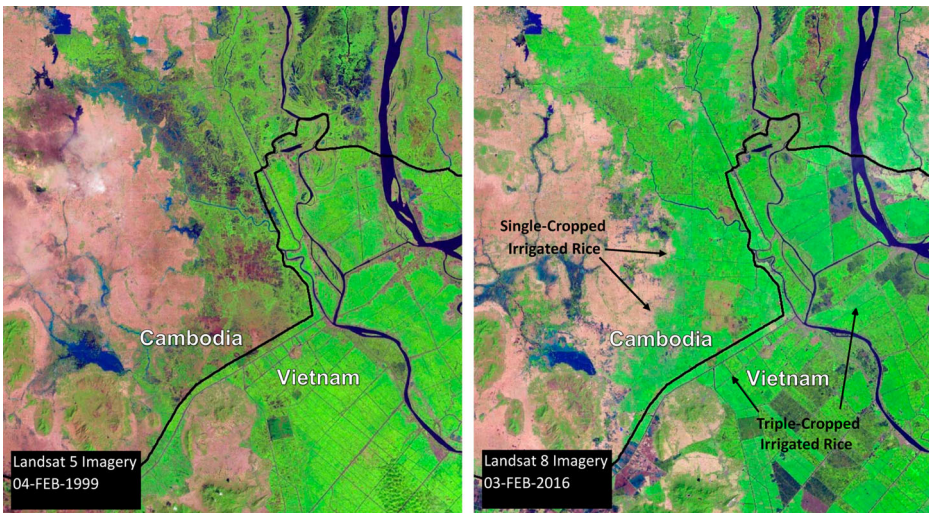 Cambodia
Vietnam
Landsat 5 Imagery
04-FEB-1999
Single-Cropped
Irrigated Rice
Cambodia
Vietnam
Triple-Cropped
Irrigated Rice
Landsat 8 Imagery
03-FEB-2016